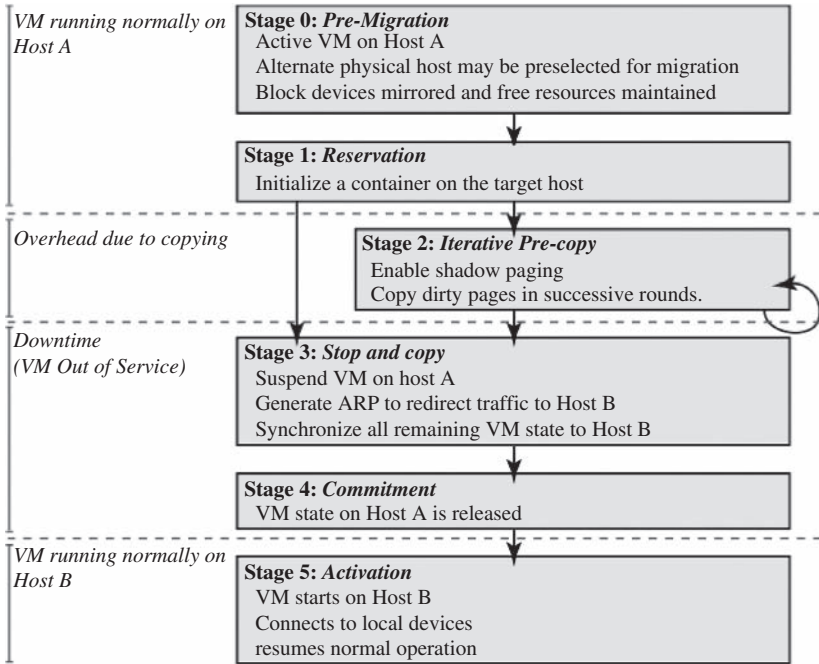 VM running normally on
Host A
Stage 0: Pre-Migration
Active VM on Host A
Alternate physical host may be preselected for migration
Block devices mirrored and free resources maintained
Stage 1: Reservation
Initialize a container on the target host
Overhead due to copying
Stage 2: Iterative Pre-copy
Enable shadow paging
Copy dirty pages in successive rounds.
Downtime
(VM Out of Service)
Stage 3: Stop and copy
Suspend VM on host A
Generate ARP to redirect traffic to Host B
Synchronize all remaining VM state to Host B
Stage 4: Commitment
VM state on Host A is released
VM running normally on
Host B
Stage 5: Activation
VM starts on Host B
Connects to local devices
resumes normal operation